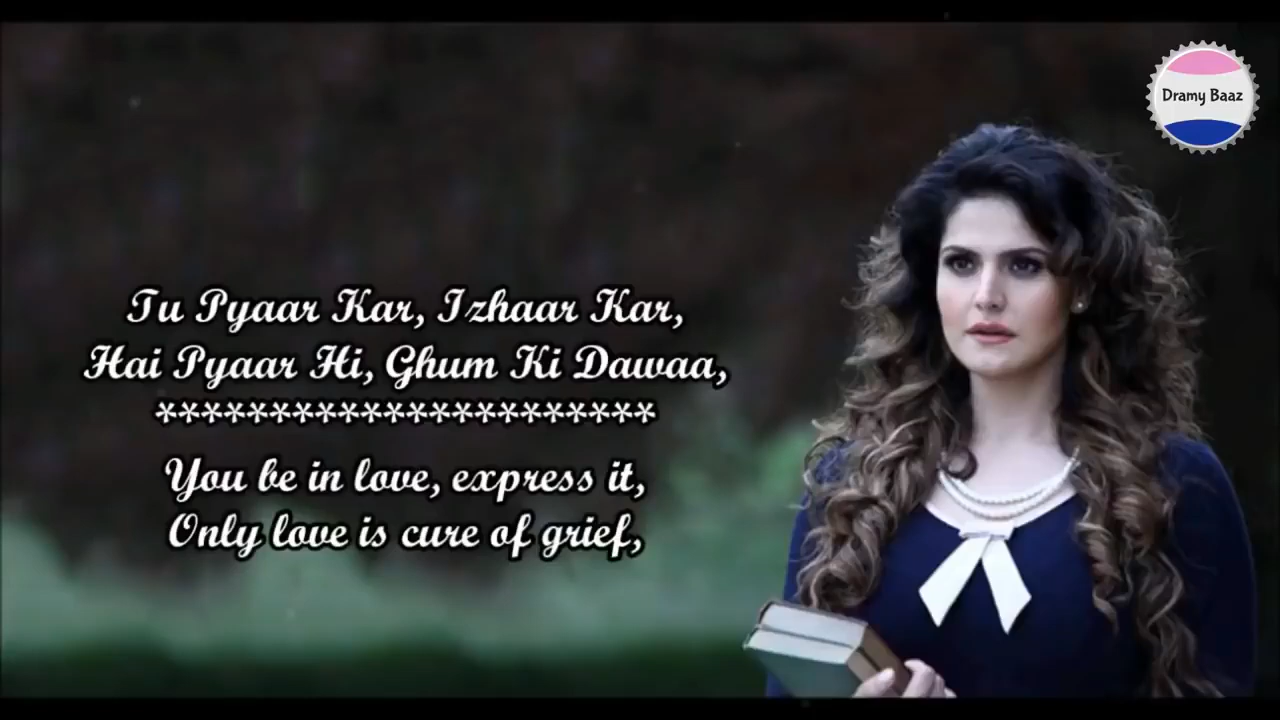 Dramy Baaz
Tu Pyaar Kar, Izhaar Kar,
Hai Pyaar Hi, Ghum Ki Dawaa,
**********************
You be in love, express it,
Only love is cure of grief,